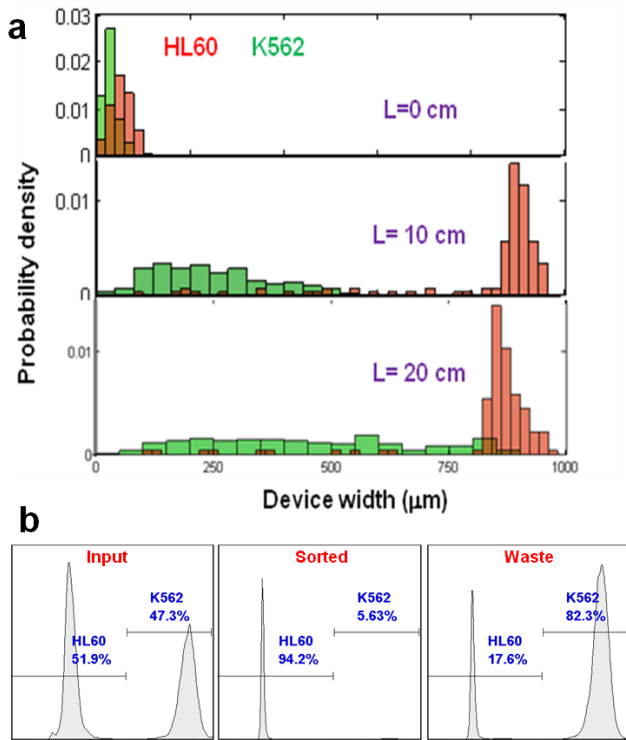 a
0.03
HL60 K562
0.02
0.01
L=0 cm
0
0.01
L= 10 cm
0
0.01
L= 20 cm
0
0 250 500 750 1000
Probability density
Device width (μm)
b
Input
K562
47.3%
HL60
51.9%
Sorted
K562
5.63%
HL60
94.2%
Waste
K562
82.3%
HL60
17.6%